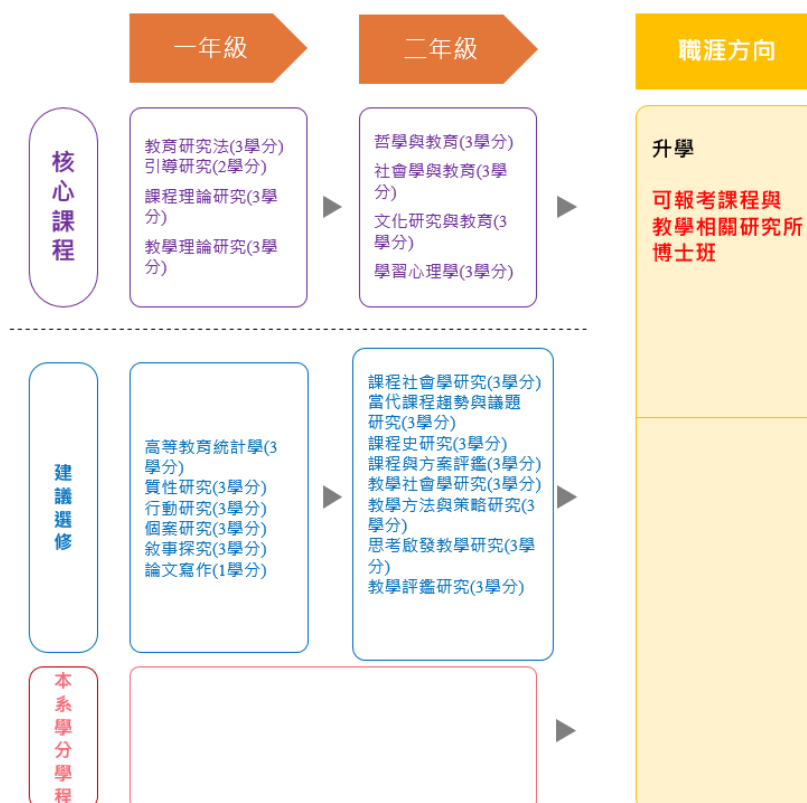 一年級
二年級
職涯方向
核心課程
教育研究法(3學分)
引導研究(2學分)
課程理論研究(3學
分)
教學理論研究(3學
分)
哲學與教育(3學分)
社會學與教育(3學
分)
文化研究與教育(3
學分)
學習心理學(3學分)
升學
可報考課程與
教學相關研究所
博士班
建議選修
高等教育統計學(3
學分)
質性研究(3學分)
行動研究(3學分)
個案研究(3學分)
敘事探究(3學分)
論文寫作(1學分)
課程社會學研究(3學分)
當代課程趨勢與議題
研究(3學分)
課程史研究(3學分)
課程與方案評鑑(3學分)
教學社會學研究(3學分)
教學方法與策略研究(3
學分)
思考啟發教學研究(3學
分)
教學評鑑研究(3學分)
本系學分學程